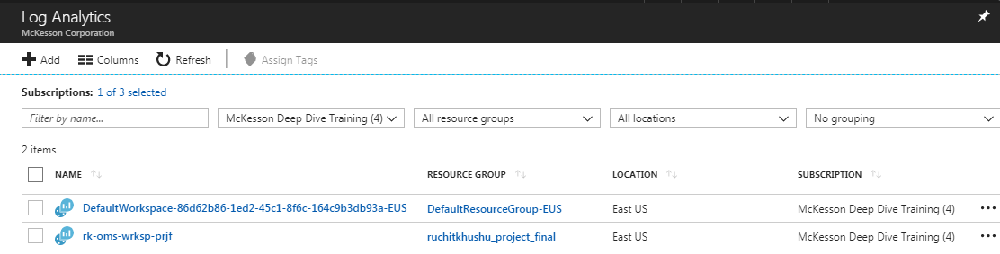 Log Analytics
McKesson Corporation
Add Columns Refresh Assign Tags
Subscriptions: 1 of 3 selected
Filter by name... McKesson Deep Dive Training (4) All resource groups All locations No grouping
2 items
NAME RESOURCE GROUP LOCATION SUBSCRIPTION
DefaultWorkspace-86d62b86-1ed2-45c1-8f6c-164c9b3db93a-EUS DefaultResourceGroup-EUS East US McKesson Deep Dive Training (4)
rk-oms-wrksp-prjf ruchitkhushu_project_final East US McKesson Deep Dive Training (4)